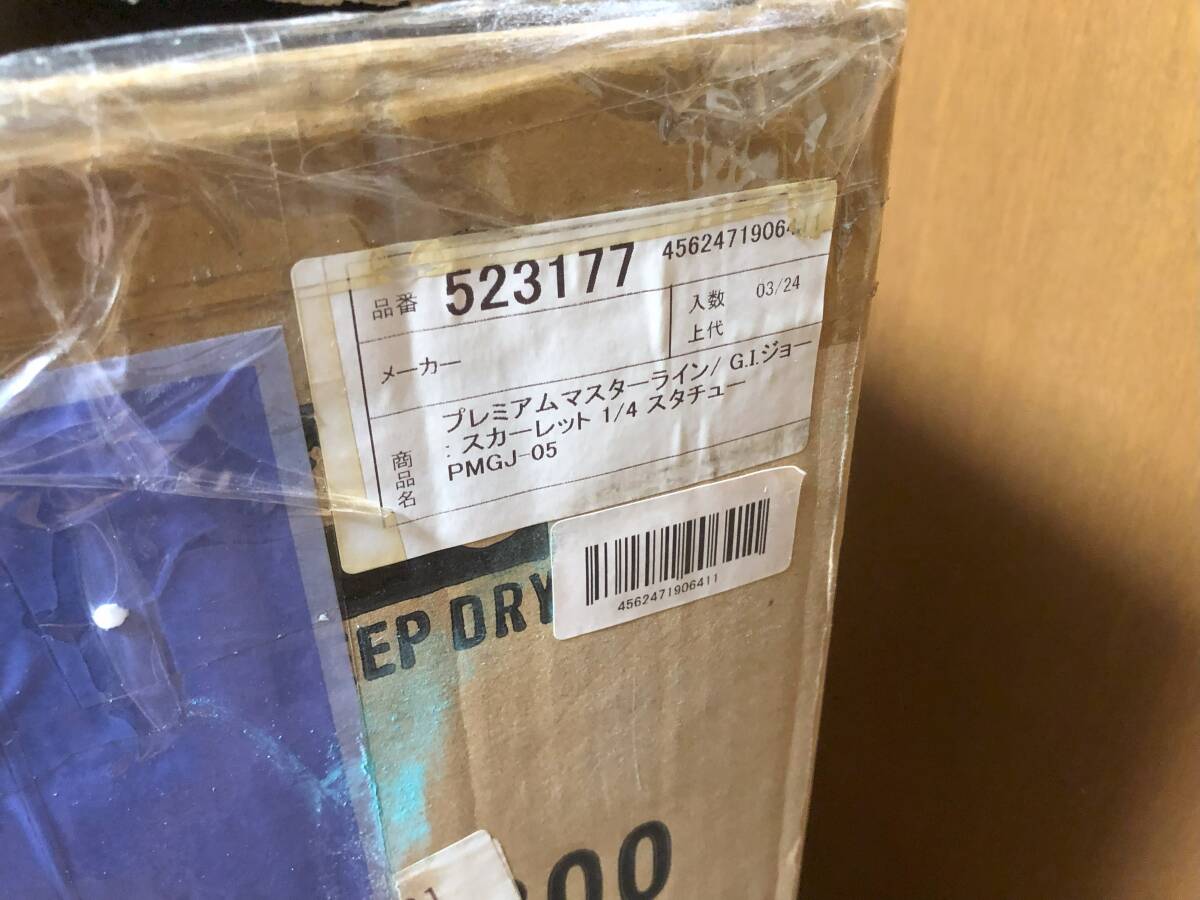 品番 523177 4562471906411
メーカー
入数 03/24
上代
商品名
プレミアムマスターライン/ G.I.ジョー
: スカーレット 1/4 スタチュー
PMGJ-05
EP DRY
4562471906411
00